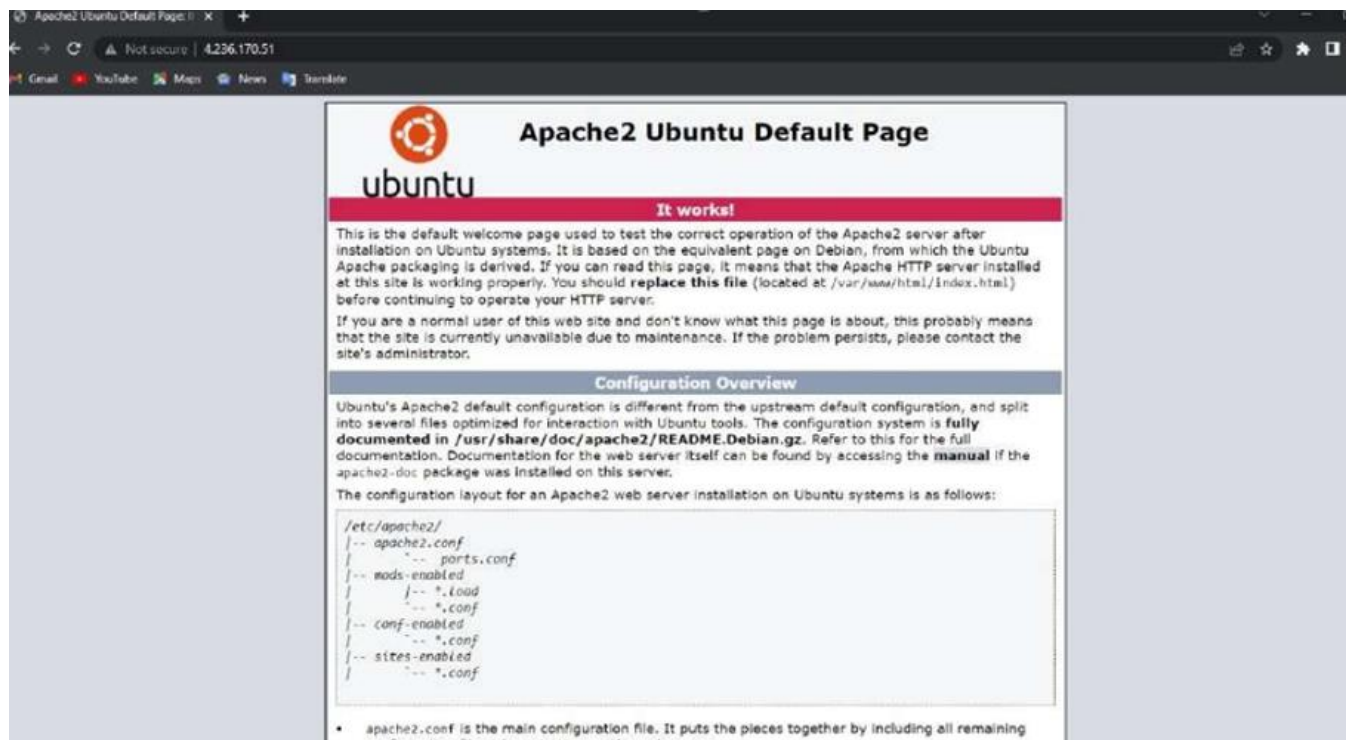 Apache2 Ubuntu Default Page: I
Not secure | 4.236.170.51
Gmail YouTube Maps News Translate
ubuntu
Apache2 Ubuntu Default Page
It works!
This is the default welcome page used to test the correct operation of the Apache2 server after
installation on Ubuntu systems. It is based on the equivalent page on Debian, from which the Ubuntu
Apache packaging is derived. If you can read this page, it means that the Apache HTTP server installed
at this site is working properly. You should replace this file (located at /var/www/html/index.html)
before continuing to operate your HTTP server.
If you are a normal user of this web site and don't know what this page is about, this probably means
that the site is currently unavailable due to maintenance. If the problem persists, please contact the
site's administrator.
Configuration Overview
Ubuntu's Apache2 default configuration is different from the upstream default configuration, and split
into several files optimized for interaction with Ubuntu tools. The configuration system is fully
documented in /usr/share/doc/apache2/README.Debian.gz. Refer to this for the full
documentation. Documentation for the web server itself can be found by accessing the manual if the
apache2-doc package was installed on this server.
The configuration layout for an Apache2 web server installation on Ubuntu systems is as follows:
/etc/apache2/
|-- apache2.conf
|       `--  ports.conf
|-- mods-enabled
|       |-- *.load
|       `-- *.conf
|-- conf-enabled
|       `-- *.conf
|-- sites-enabled
|       `-- *.conf
• apache2.conf is the main configuration file. It puts the pieces together by including all remaining